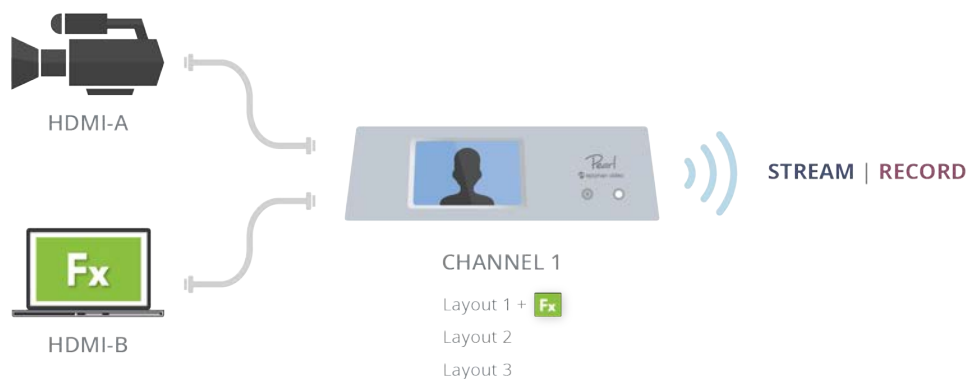 HDMI-A
Pearl
epiphan video
STREAM | RECORD
Fx
HDMI-B
CHANNEL 1
Layout 1 + Fx
Layout 2
Layout 3